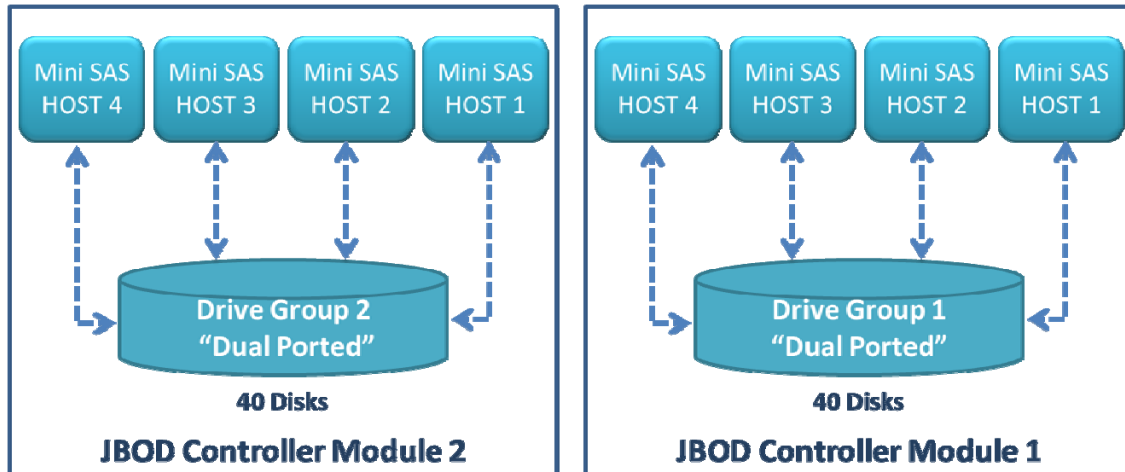 Mini SAS
HOST 4
Mini SAS
HOST 3
Mini SAS
HOST 2
Mini SAS
HOST 1
Drive Group 2
“Dual Ported”
40 Disks
JBOD Controller Module 2
Mini SAS
HOST 4
Mini SAS
HOST 3
Mini SAS
HOST 2
Mini SAS
HOST 1
Drive Group 1
“Dual Ported”
40 Disks
JBOD Controller Module 1